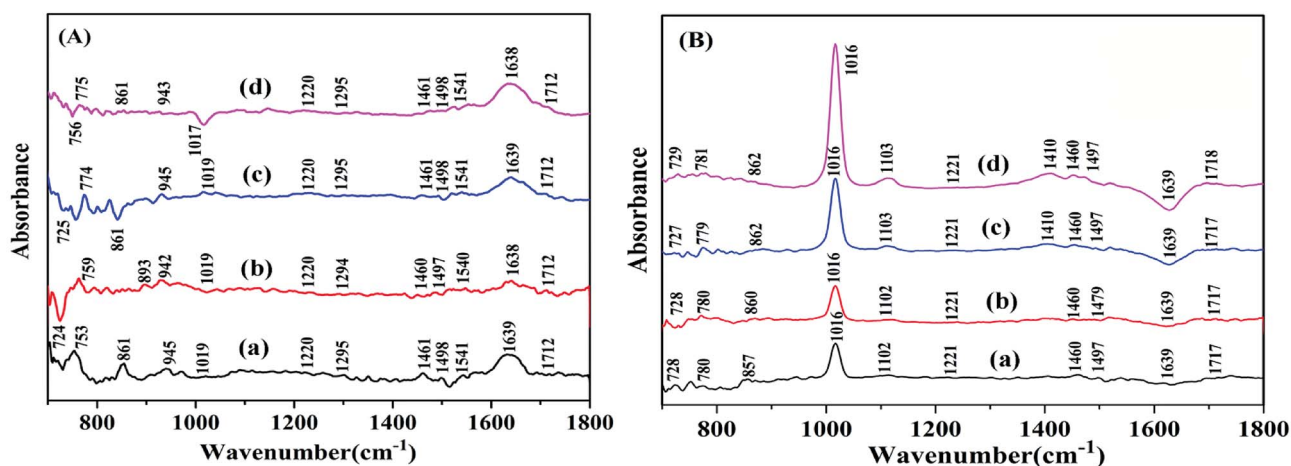 (A)
775 861 943 (d) 1220 1295 1461 1498 1541 1638 1712
756 1017
774 945 1019 (c) 1220 1295 1461 1498 1541 1639 1712
725 861
759 893 942 1019 (b) 1220 1294 1460 1497 1540 1638 1712
724 753 861 945 1019 (a) 1220 1295 1461 1498 1541 1639 1712
Absorbance
800 1000 1200 1400 1600 1800
Wavenumber(cm-1)
(B)
1016
729 781 862 1103 1221 (d) 1410 1460 1497 1639 1718
727 779 862 1016 1103 1221 (c) 1410 1460 1497 1639 1717
728 780 860 1016 1102 1221 (b) 1460 1479 1639 1717
728 780 857 1016 1102 1221 (a) 1460 1497 1639 1717
Absorbance
800 1000 1200 1400 1600 1800
Wavenumber(cm-1)